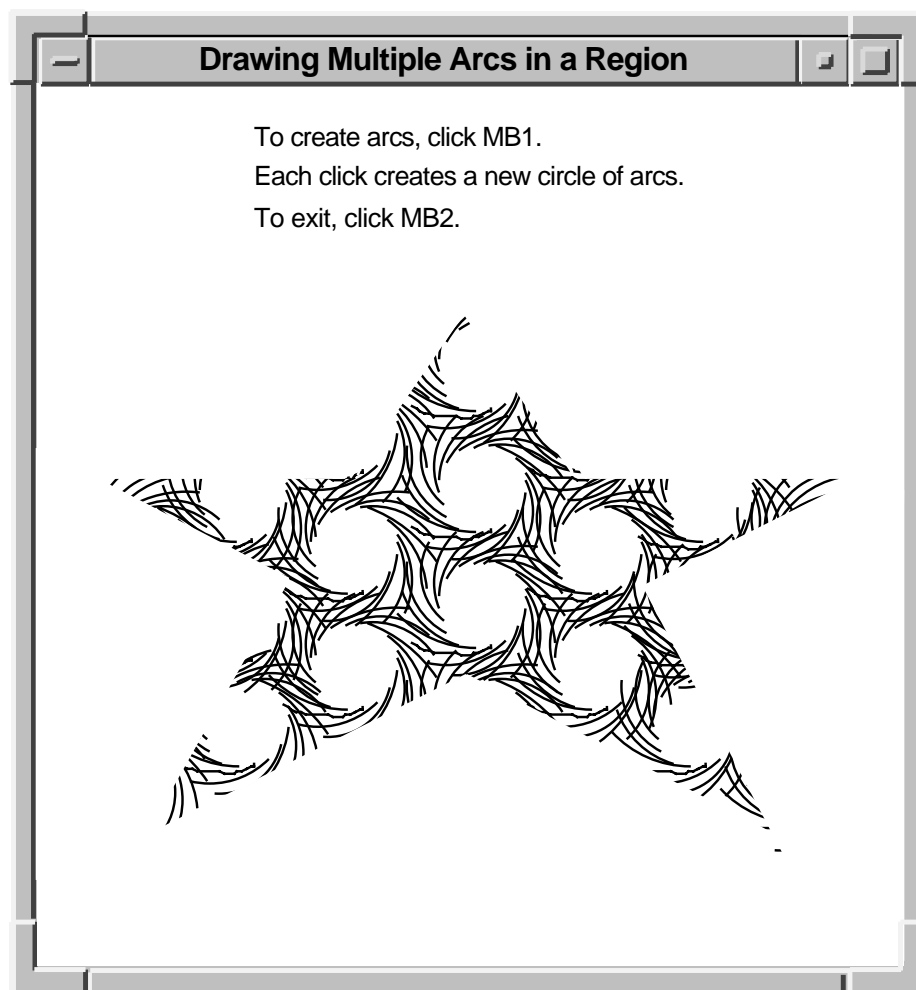 Drawing Multiple Arcs in a Region
To create arcs, click MB1.
Each click creates a new circle of arcs.
To exit, click MB2.